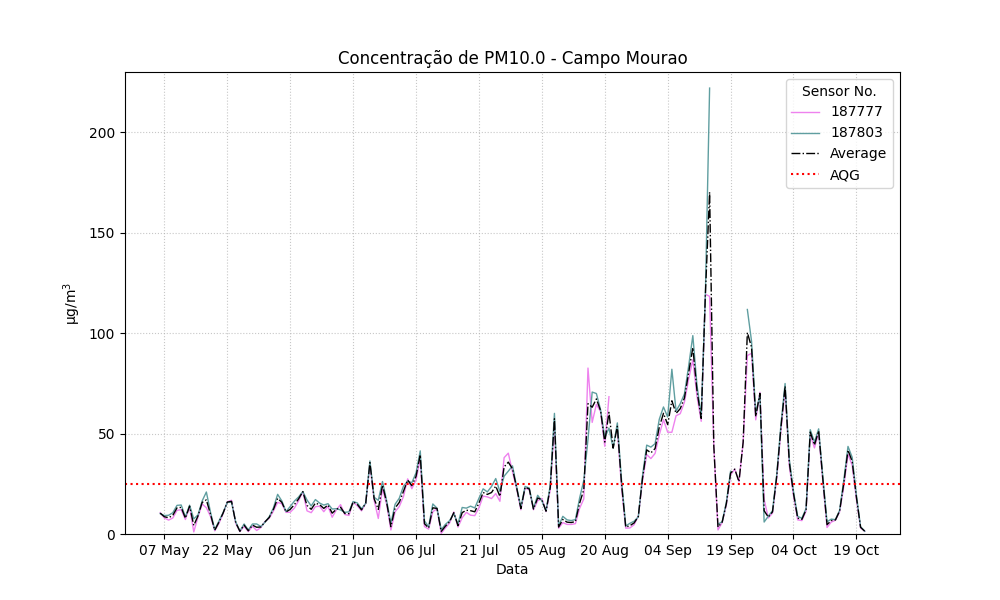 Concentração de PM10.0 - Campo Mourao
Sensor No.
187777
187803
Average
AQG
µg/m³
200
150
100
50
0
07 May 22 May 06 Jun 21 Jun 06 Jul 21 Jul 05 Aug 20 Aug 04 Sep 19 Sep 04 Oct 19 Oct
Data